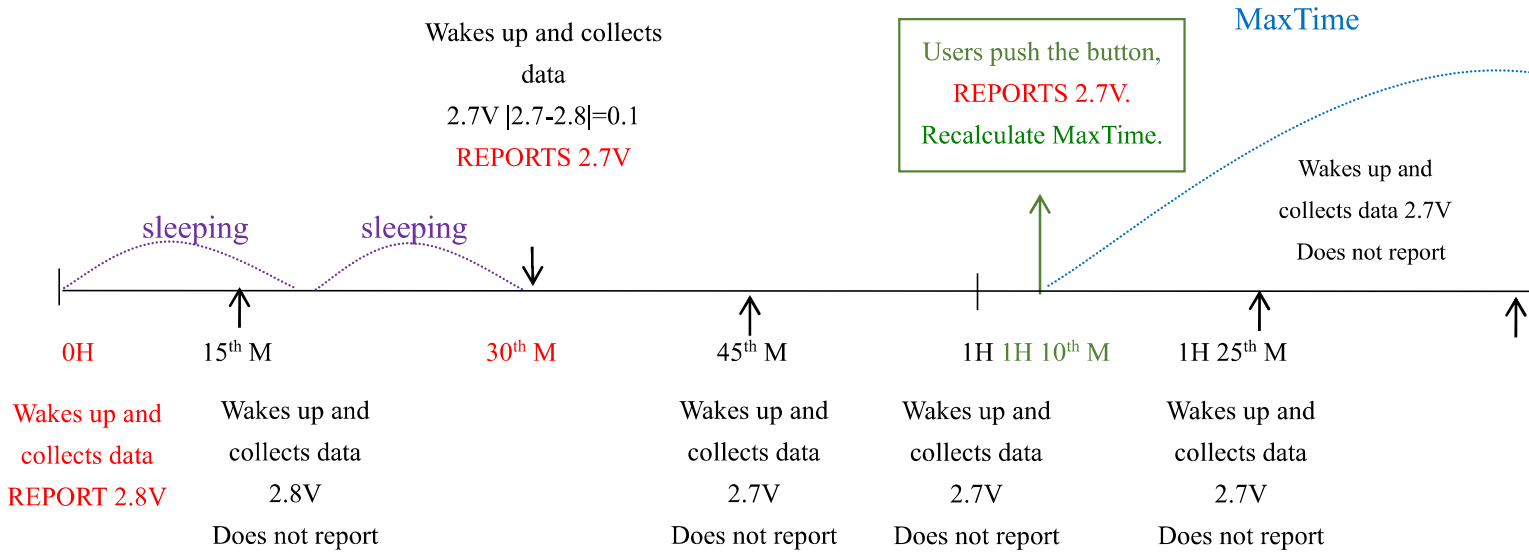 Wakes up and collects
data
2.7V |2.7-2.8|=0.1
REPORTS 2.7V
Users push the button,
REPORTS 2.7V.
Recalculate MaxTime.
MaxTime
Wakes up and
collects data 2.7V
Does not report
sleeping
sleeping
0H
15th M
30th M
45th M
1H
1H 10th M
1H 25th M
Wakes up and
collects data
REPORT 2.8V
Wakes up and
collects data
2.8V
Does not report
Wakes up and
collects data
2.7V
Does not report
Wakes up and
collects data
2.7V
Does not report
Wakes up and
collects data
2.7V
Does not report